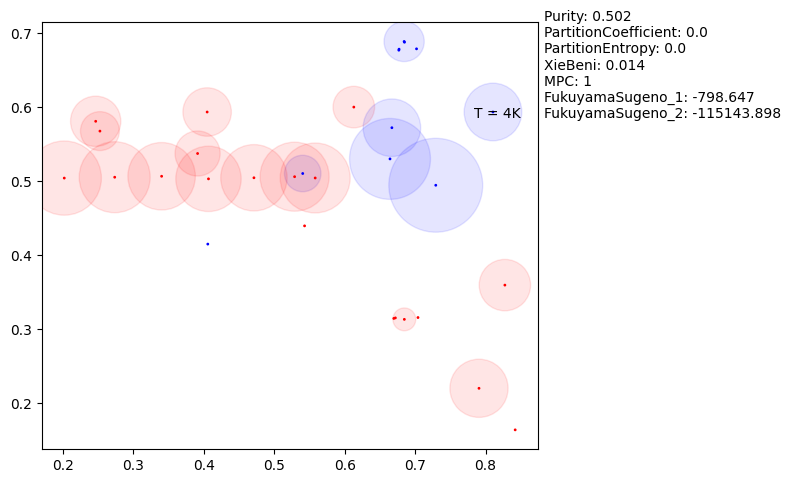 Purity: 0.502
PartitionCoefficient: 0.0
PartitionEntropy: 0.0
XieBeni: 0.014
MPC: 1
FukuyamaSugeno_1: -798.647
FukuyamaSugeno_2: -115143.898
T = 4K
0.7
0.6
0.5
0.4
0.3
0.2
0.2 0.3 0.4 0.5 0.6 0.7 0.8